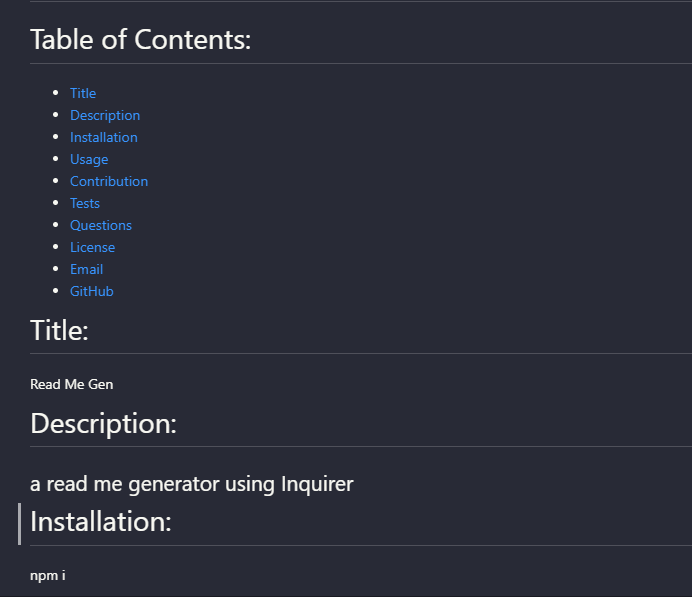 Table of Contents:
Title
Description
Installation
Usage
Contribution
Tests
Questions
License
Email
GitHub
Title:
Read Me Gen
Description:
a read me generator using Inquirer
Installation:
npm i